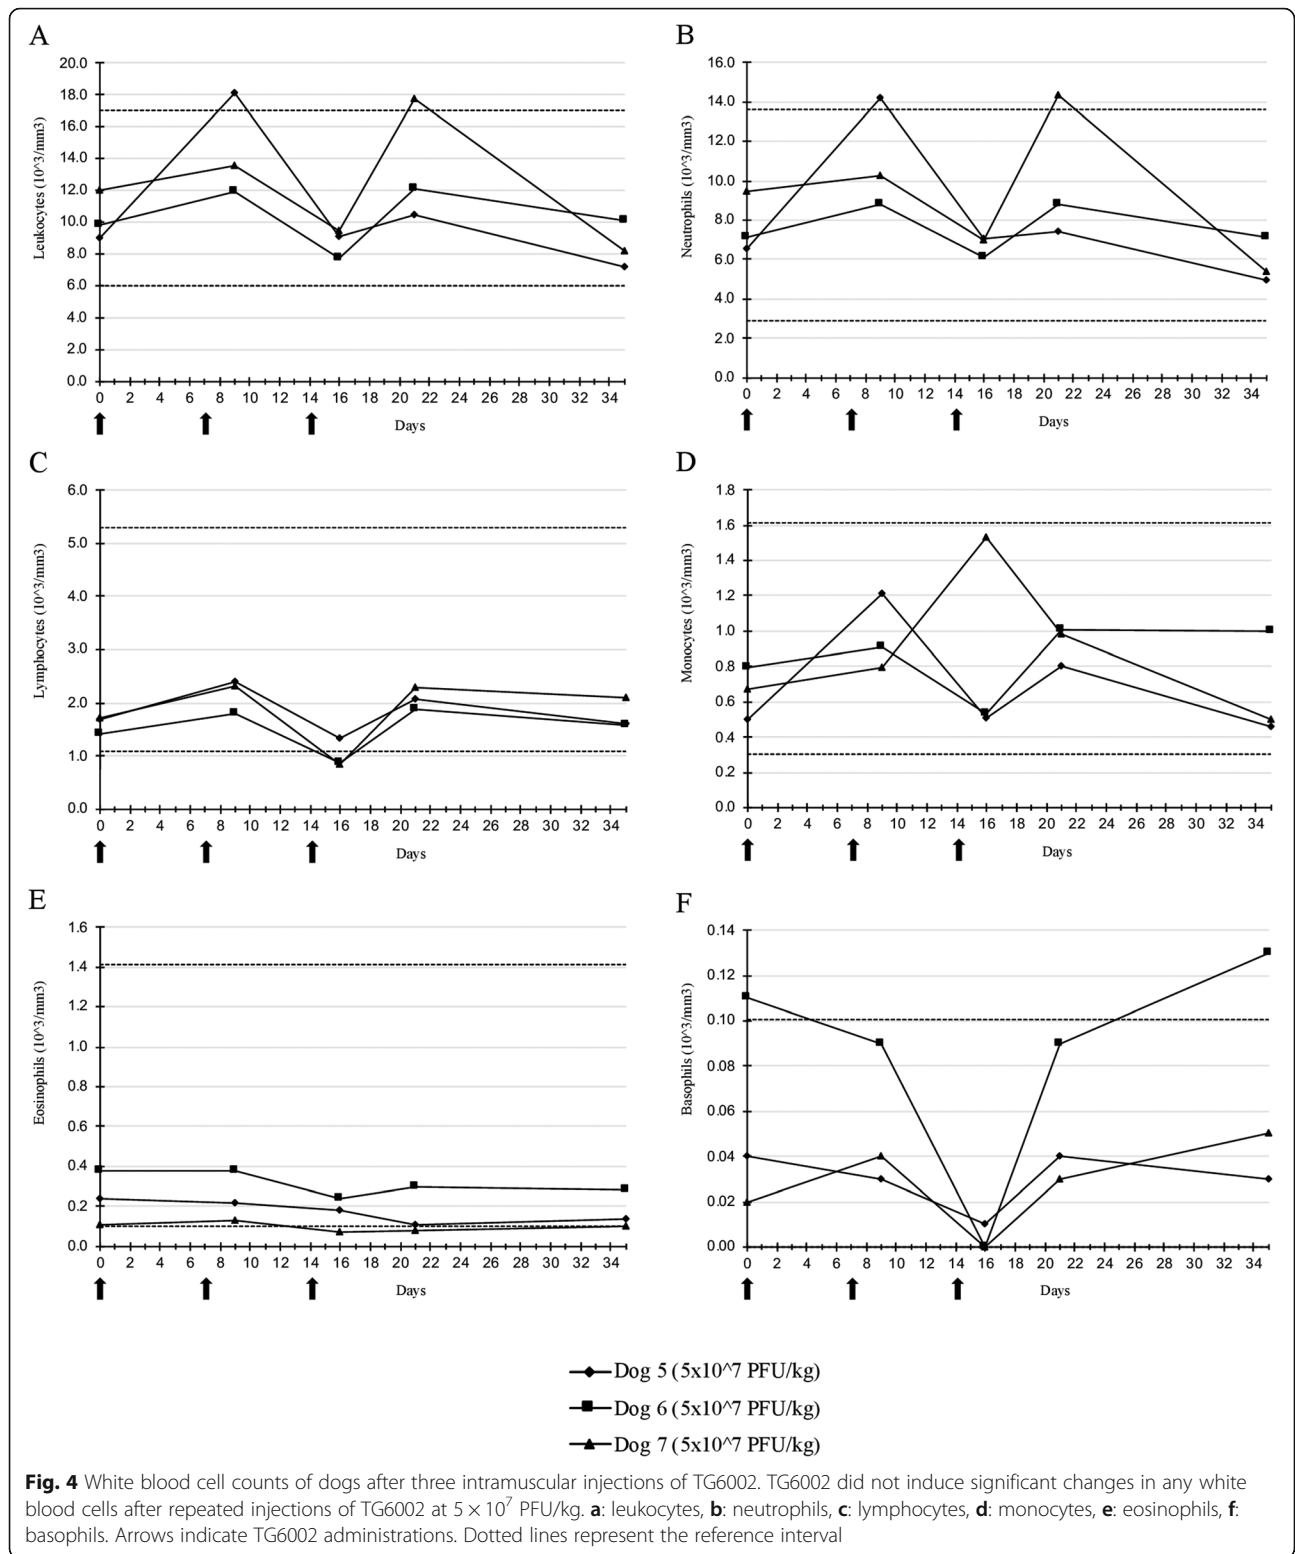 A
Leukocytes (10^3/mm3)
20.0
18.0
16.0
14.0
12.0
10.0
8.0
6.0
4.0
2.0
0.0
0 2 4 6 8 10 12 14 16 18 20 22 24 26 28 30 32 34
Days
B
Neutrophils (10^3/mm3)
16.0
14.0
12.0
10.0
8.0
6.0
4.0
2.0
0.0
0 2 4 6 8 10 12 14 16 18 20 22 24 26 28 30 32 34
Days
C
Lymphocytes (10^3/mm3)
6.0
5.0
4.0
3.0
2.0
1.0
0.0
0 2 4 6 8 10 12 14 16 18 20 22 24 26 28 30 32 34
Days
D
Monocytes (10^3/mm3)
1.8
1.6
1.4
1.2
1.0
0.8
0.6
0.4
0.2
0.0
0 2 4 6 8 10 12 14 16 18 20 22 24 26 28 30 32 34
Days
E
Eosinophils (10^3/mm3)
1.6
1.4
1.2
1.0
0.8
0.6
0.4
0.2
0.0
0 2 4 6 8 10 12 14 16 18 20 22 24 26 28 30 32 34
Days
F
Basophils (10^3/mm3)
0.14
0.12
0.10
0.08
0.06
0.04
0.02
0.00
0 2 4 6 8 10 12 14 16 18 20 22 24 26 28 30 32 34
Days
Dog 5 (5x10^7 PFU/kg)
Dog 6 (5x10^7 PFU/kg)
Dog 7 (5x10^7 PFU/kg)
Fig. 4 White blood cell counts of dogs after three intramuscular injections of TG6002. TG6002 did not induce significant changes in any white
blood cells after repeated injections of TG6002 at 5 × 10⁷ PFU/kg. a: leukocytes, b: neutrophils, c: lymphocytes, d: monocytes, e: eosinophils, f:
basophils. Arrows indicate TG6002 administrations. Dotted lines represent the reference interval